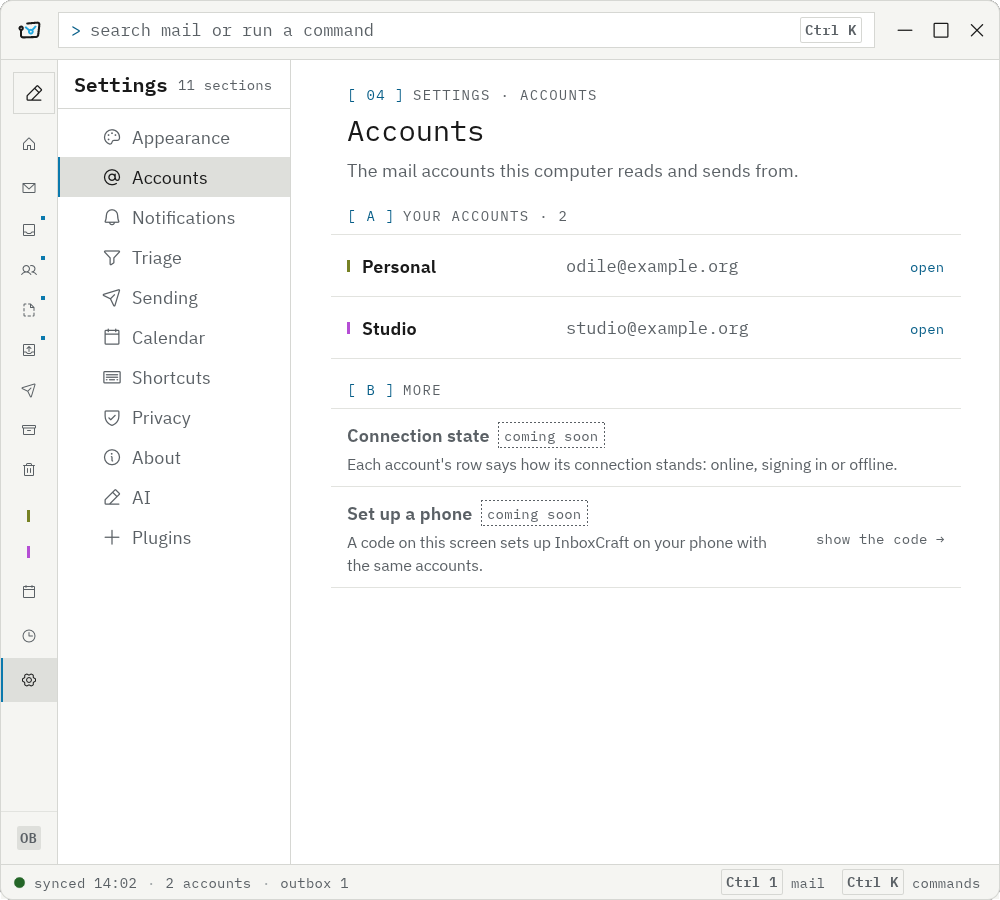 > search mail or run a command Ctrl K
Settings 11 sections
Appearance
Accounts
Notifications
Triage
Sending
Calendar
Shortcuts
Privacy
About
AI
Plugins
[ 04 ] SETTINGS · ACCOUNTS
Accounts
The mail accounts this computer reads and sends from.
[ A ] YOUR ACCOUNTS · 2
Personal odile@example.org open
Studio studio@example.org open
[ B ] MORE
Connection state coming soon
Each account's row says how its connection stands: online, signing in or offline.
Set up a phone coming soon
A code on this screen sets up InboxCraft on your phone with
the same accounts.
show the code →
OB
synced 14:02 · 2 accounts · outbox 1 Ctrl 1 mail Ctrl K commands